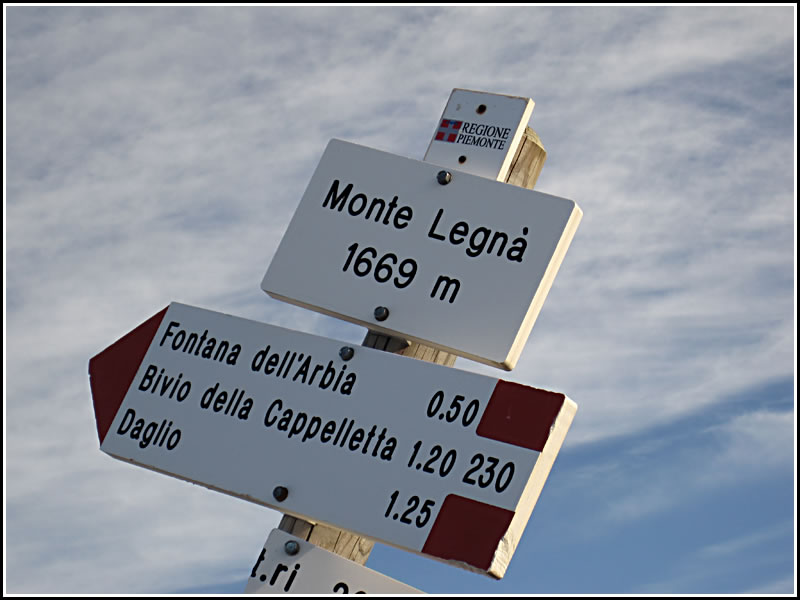 REGIONE
PIEMONTE
Monte Legnà
1669 m
Fontana dell'Arbia 0.50
Bivio della Cappelletta 1.20 230
Daglio 1.25
t.ri